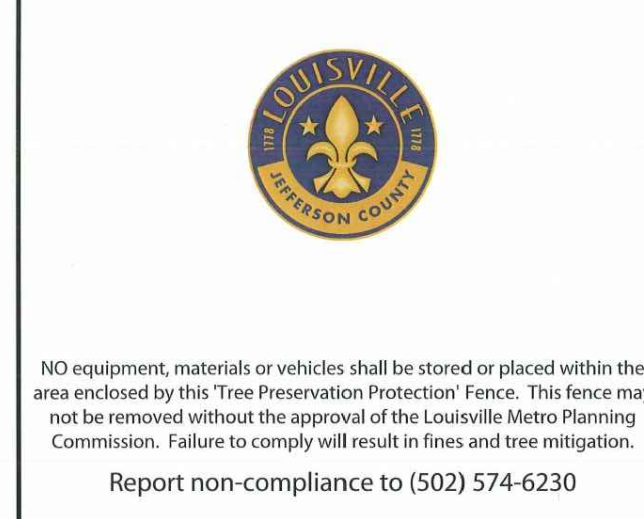 LOUISVILLE
1778 1778
JEFFERSON COUNTY
NO equipment, materials or vehicles shall be stored or placed within the
area enclosed by this 'Tree Preservation Protection' Fence. This fence may
not be removed without the approval of the Louisville Metro Planning
Commission. Failure to comply will result in fines and tree mitigation.
Report non-compliance to (502) 574-6230